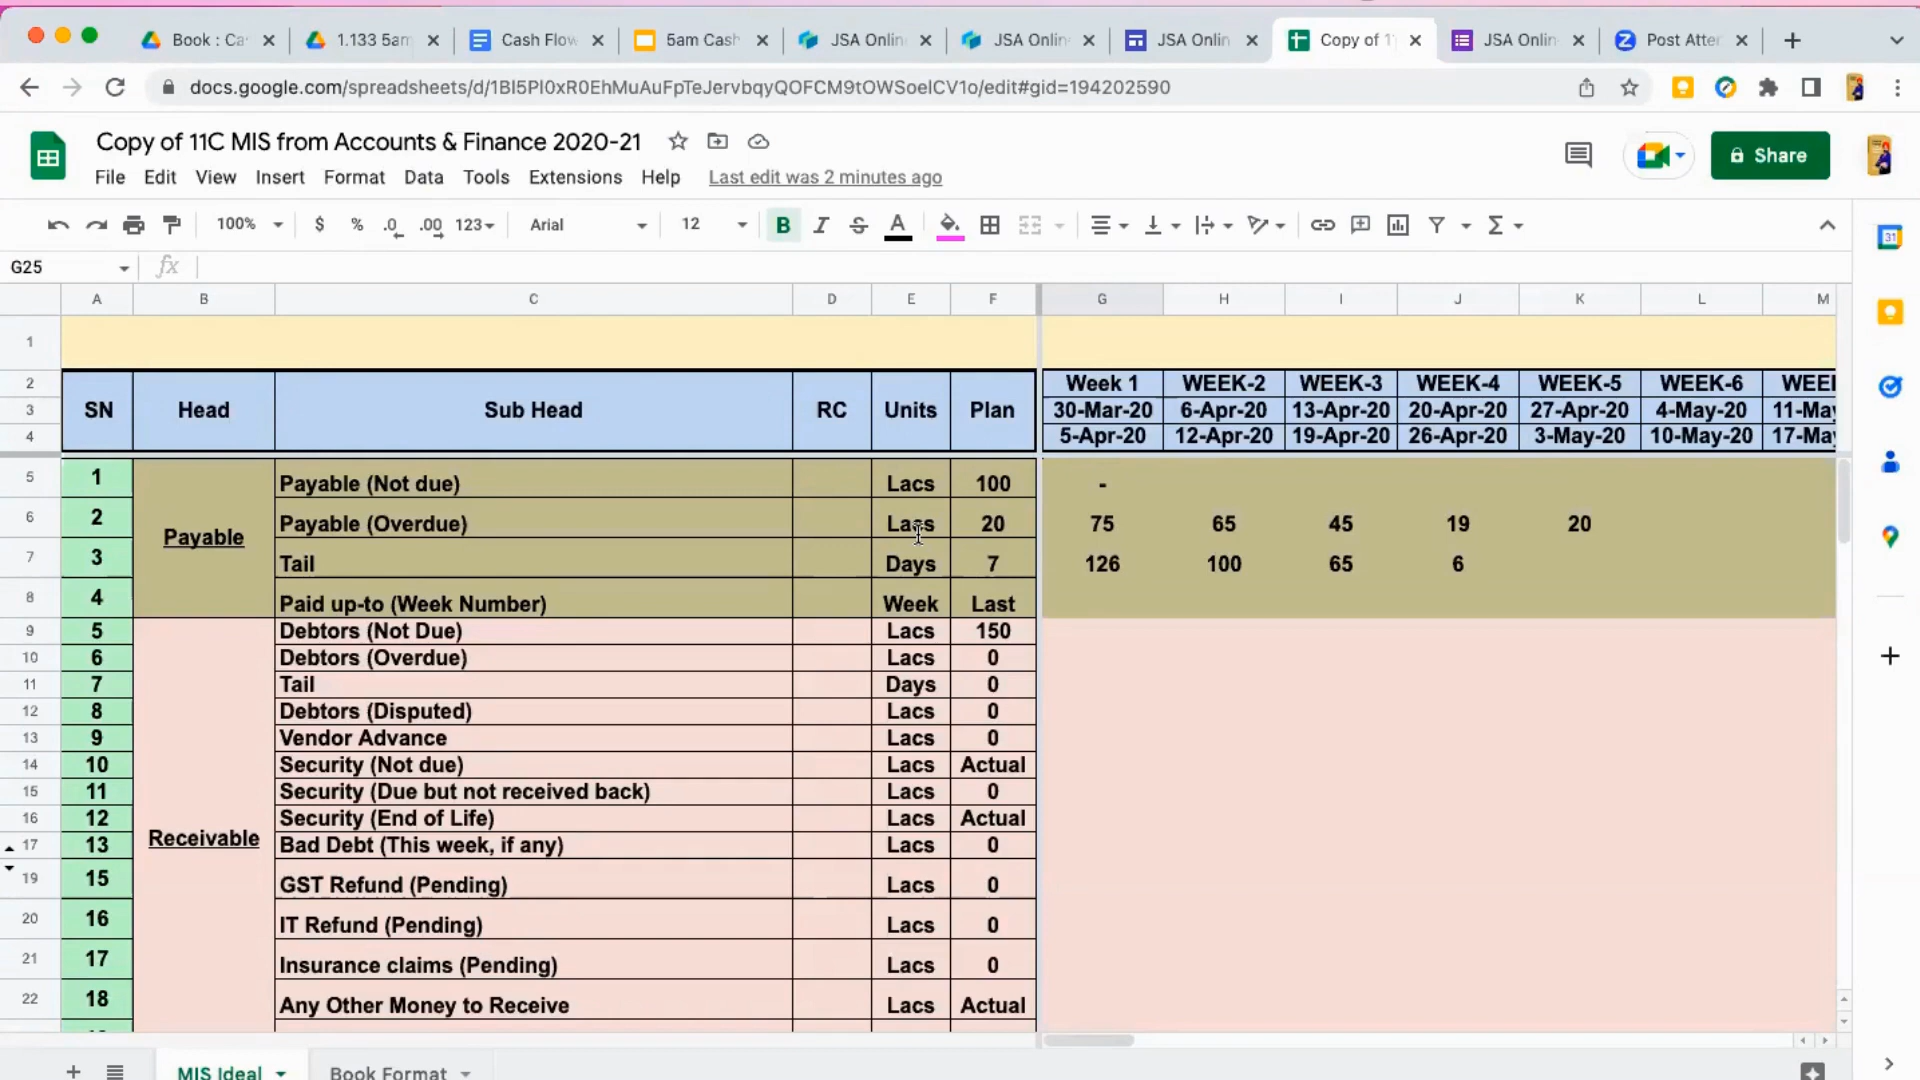 Book : Ca
1.133 5am
Cash Flow
5am Cash
JSA Onlin
JSA Onlin
JSA Onlin
Copy of 1
JSA Onlin
Post Atter
docs.google.com/spreadsheets/d/1BI5PI0xR0EhMuAuFpTeJervbqyQOFCM9tOWSoelCV1o/edit#gid=194202590
Copy of 11C MIS from Accounts & Finance 2020-21
Share
File Edit View Insert Format Data Tools Extensions Help Last edit was 2 minutes ago
100% $ % .0 .00 123 Arial 12 B I S A
31
G25 fx
A B C D E F G H I J K L M
1
2 Week 1 WEEK-2 WEEK-3 WEEK-4 WEEK-5 WEEK-6 WEEI
3 SN Head Sub Head RC Units Plan 30-Mar-20 6-Apr-20 13-Apr-20 20-Apr-20 27-Apr-20 4-May-20 11-May
4 5-Apr-20 12-Apr-20 19-Apr-20 26-Apr-20 3-May-20 10-May-20 17-Ma
5 1 Payable (Not due) Lacs 100 -
6 2 Payable (Overdue) Lacs 20 75 65 45 19 20
Payable
7 3 Tail Days 7 126 100 65 6
8 4 Paid up-to (Week Number) Week Last
9 5 Debtors (Not Due) Lacs 150
10 6 Debtors (Overdue) Lacs 0
11 7 Tail Days 0
12 8 Debtors (Disputed) Lacs 0
13 9 Vendor Advance Lacs 0
14 10 Security (Not due) Lacs Actual
15 11 Security (Due but not received back) Lacs 0
16 12 Security (End of Life) Lacs Actual
Receivable
17 13 Bad Debt (This week, if any) Lacs 0
19 15 GST Refund (Pending) Lacs 0
20 16 IT Refund (Pending) Lacs 0
21 17 Insurance claims (Pending) Lacs 0
22 18 Any Other Money to Receive Lacs Actual
MIS Ideal Book Format